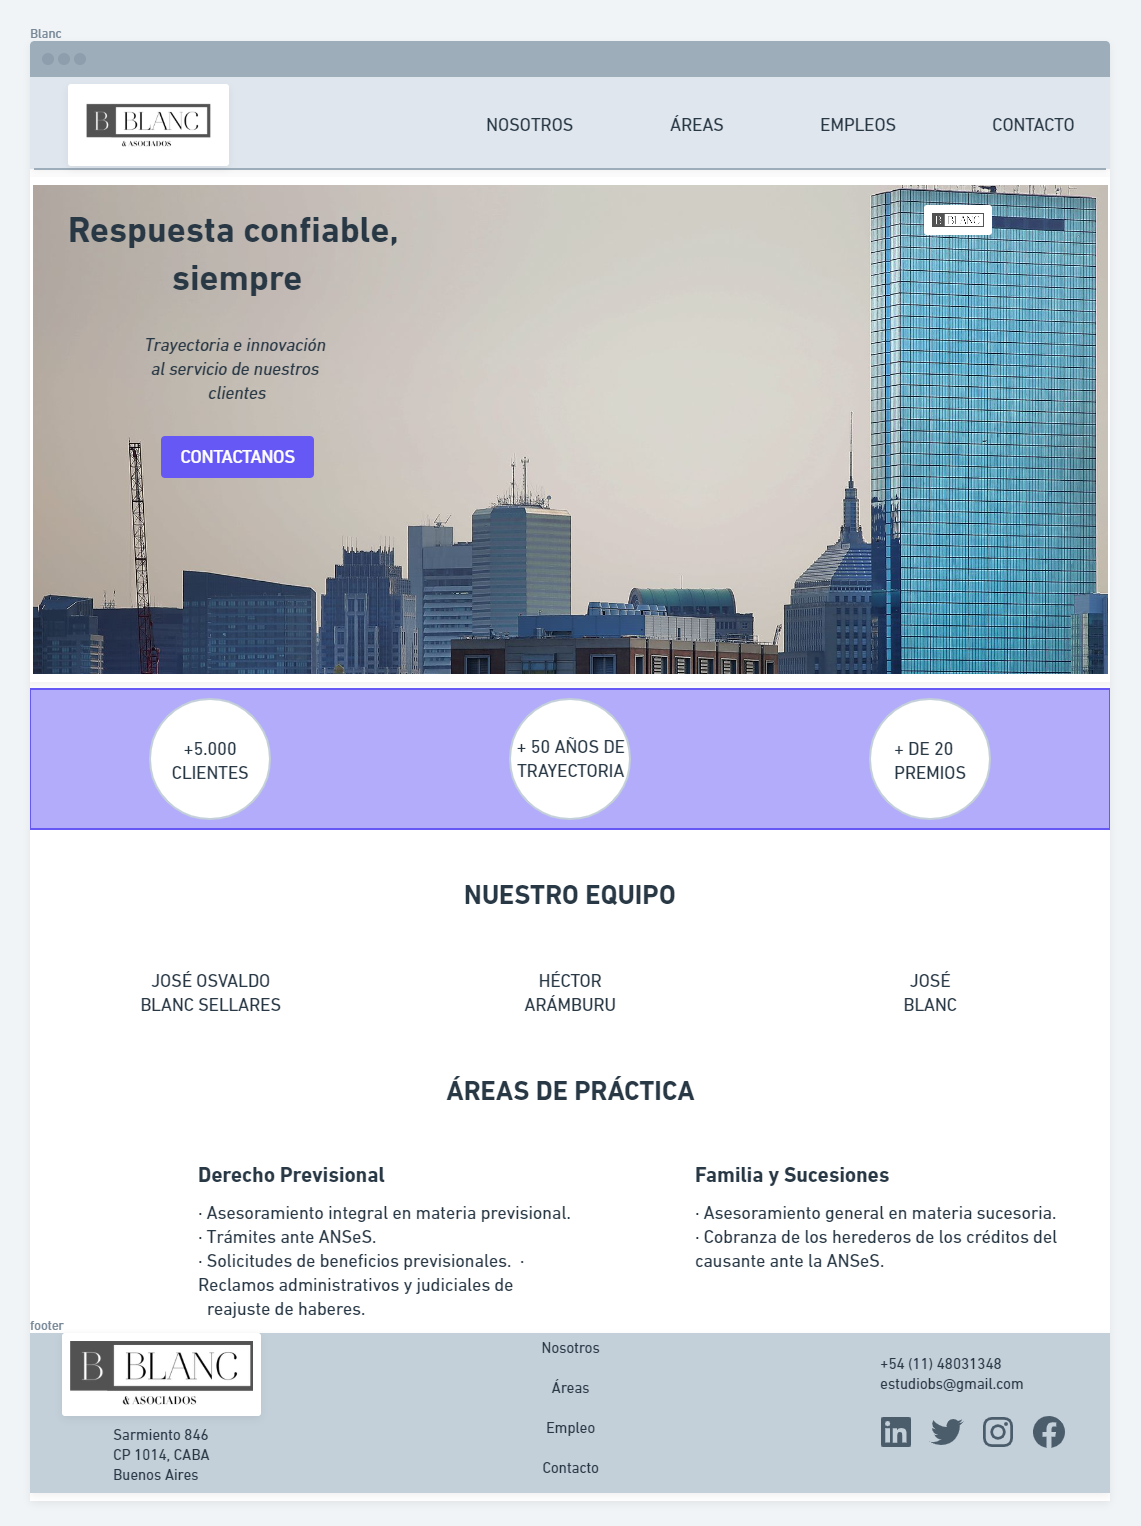 Blanc
B BLANC
& ASOCIADOS
NOSOTROS
ÁREAS
EMPLEOS
CONTACTO
Respuesta confiable,
siempre
B BLANC
Trayectoria e innovación
al servicio de nuestros
clientes
CONTACTANOS
+5.000
CLIENTES
+ 50 AÑOS DE
TRAYECTORIA
+ DE 20
PREMIOS
NUESTRO EQUIPO
JOSÉ OSVALDO
BLANC SELLARES
HÉCTOR
ARÁMBURU
JOSÉ
BLANC
ÁREAS DE PRÁCTICA
Derecho Previsional
· Asesoramiento integral en materia previsional.
· Trámites ante ANSeS.
· Solicitudes de beneficios previsionales.  ·
Reclamos administrativos y judiciales de
reajuste de haberes.
Familia y Sucesiones
· Asesoramiento general en materia sucesoria.
· Cobranza de los herederos de los créditos del
causante ante la ANSeS.
footer
B BLANC
& ASOCIADOS
Sarmiento 846
CP 1014, CABA
Buenos Aires
Nosotros
Áreas
Empleo
Contacto
+54 (11) 48031348
estudiobs@gmail.com